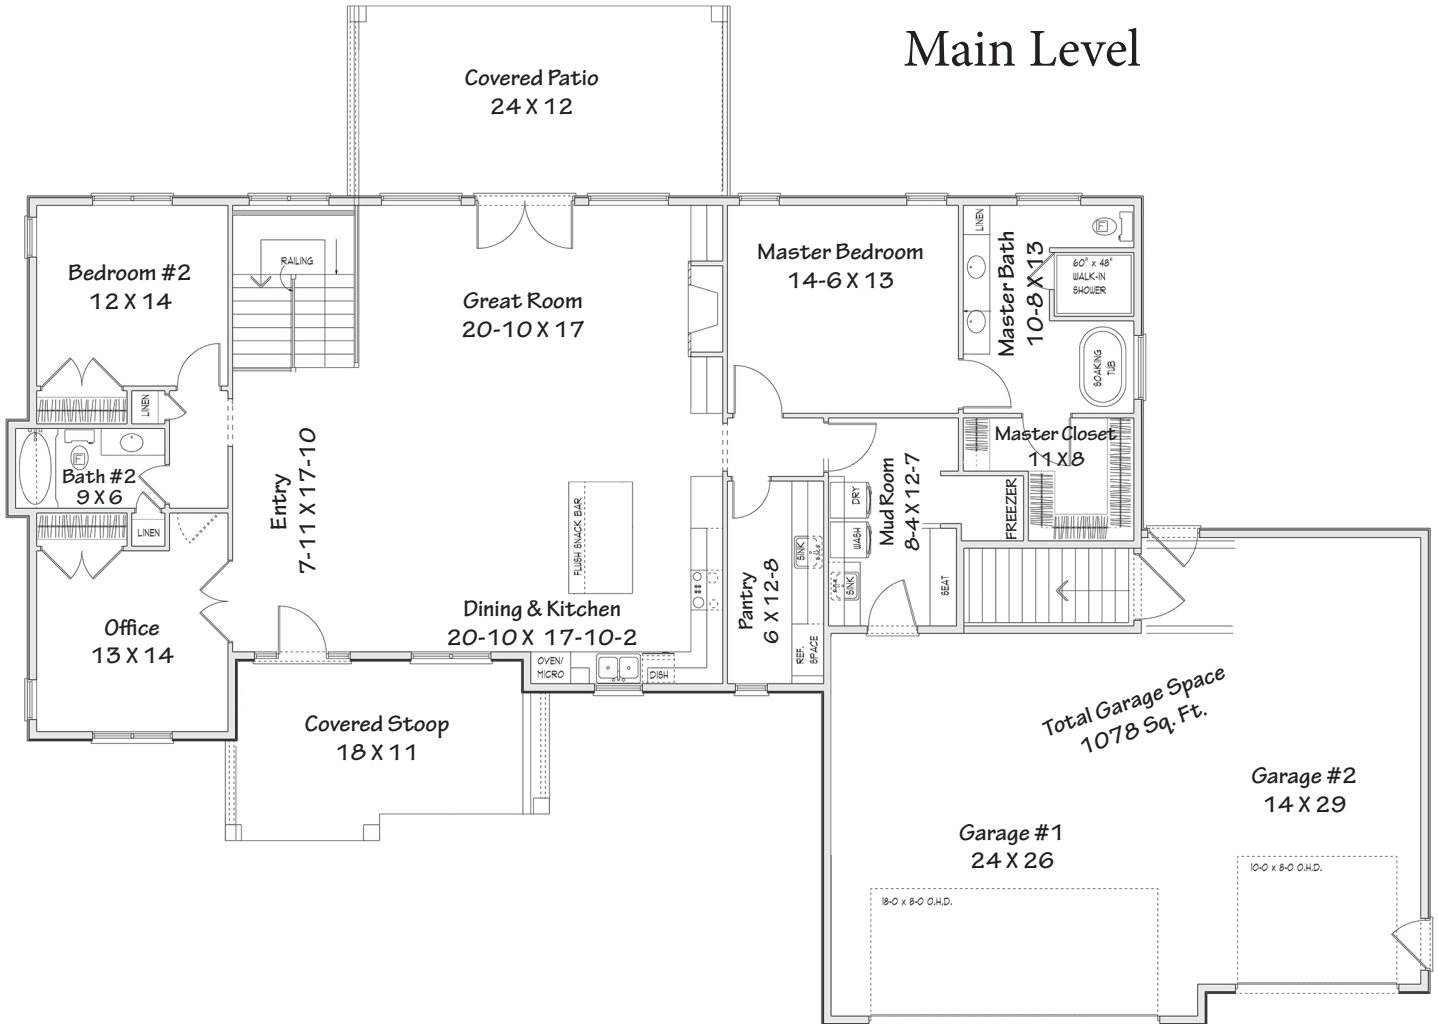 Main Level
Covered Patio
24 X 12
Bedroom #2
12 X 14
RAILING
Great Room
20-10 X 17
Master Bedroom
14-6 X 13
LINEN
Master Bath
10-8 X 13
F
60" x 48"
WALK-IN
SHOWER
SOAKING
TUB
LINEN
F
Bath #2
9 X 6
LINEN
Entry
7-11 X 17-10
FLUSH SNACK BAR
Master Closet
11 X 8
FREEZER
Mud Room
8-4 X 12-7
DRY
WASH
SINK
SEAT
SINK
Pantry
6 X 12-8
REF.
SPACE
Office
13 X 14
Dining & Kitchen
20-10 X 17-10-2
OVEN/
MICRO
DISH
Covered Stoop
18 X 11
Total Garage Space
1078 Sq. Ft.
Garage #2
14 X 29
Garage #1
24 X 26
10-0 x 8-0 O.H.D.
18-0 x 8-0 O.H.D.